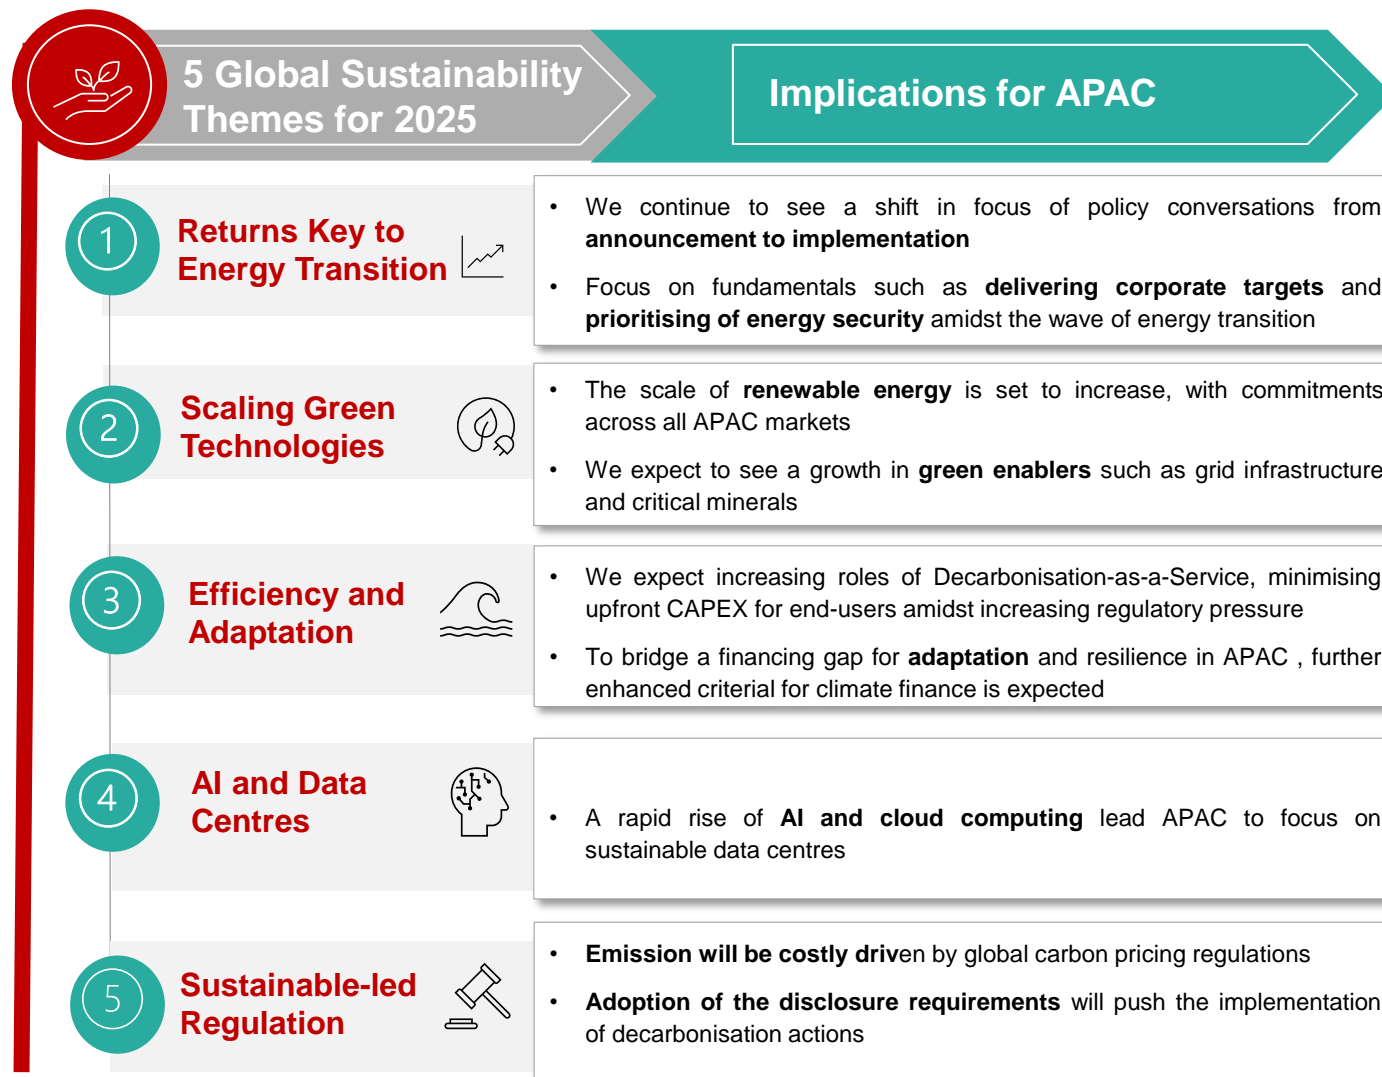 5 Global Sustainability
Themes for 2025
Implications for APAC
1
Returns Key to
Energy Transition
• We continue to see a shift in focus of policy conversations from
announcement to implementation
• Focus on fundamentals such as delivering corporate targets and
prioritising of energy security amidst the wave of energy transition
2
Scaling Green
Technologies
• The scale of renewable energy is set to increase, with commitments
across all APAC markets
• We expect to see a growth in green enablers such as grid infrastructure
and critical minerals
3
Efficiency and
Adaptation
• We expect increasing roles of Decarbonisation-as-a-Service, minimising
upfront CAPEX for end-users amidst increasing regulatory pressure
• To bridge a financing gap for adaptation and resilience in APAC , further
enhanced criterial for climate finance is expected
4
AI and Data
Centres
• A rapid rise of AI and cloud computing lead APAC to focus on
sustainable data centres
5
Sustainable-led
Regulation
• Emission will be costly driven by global carbon pricing regulations
• Adoption of the disclosure requirements will push the implementation
of decarbonisation actions